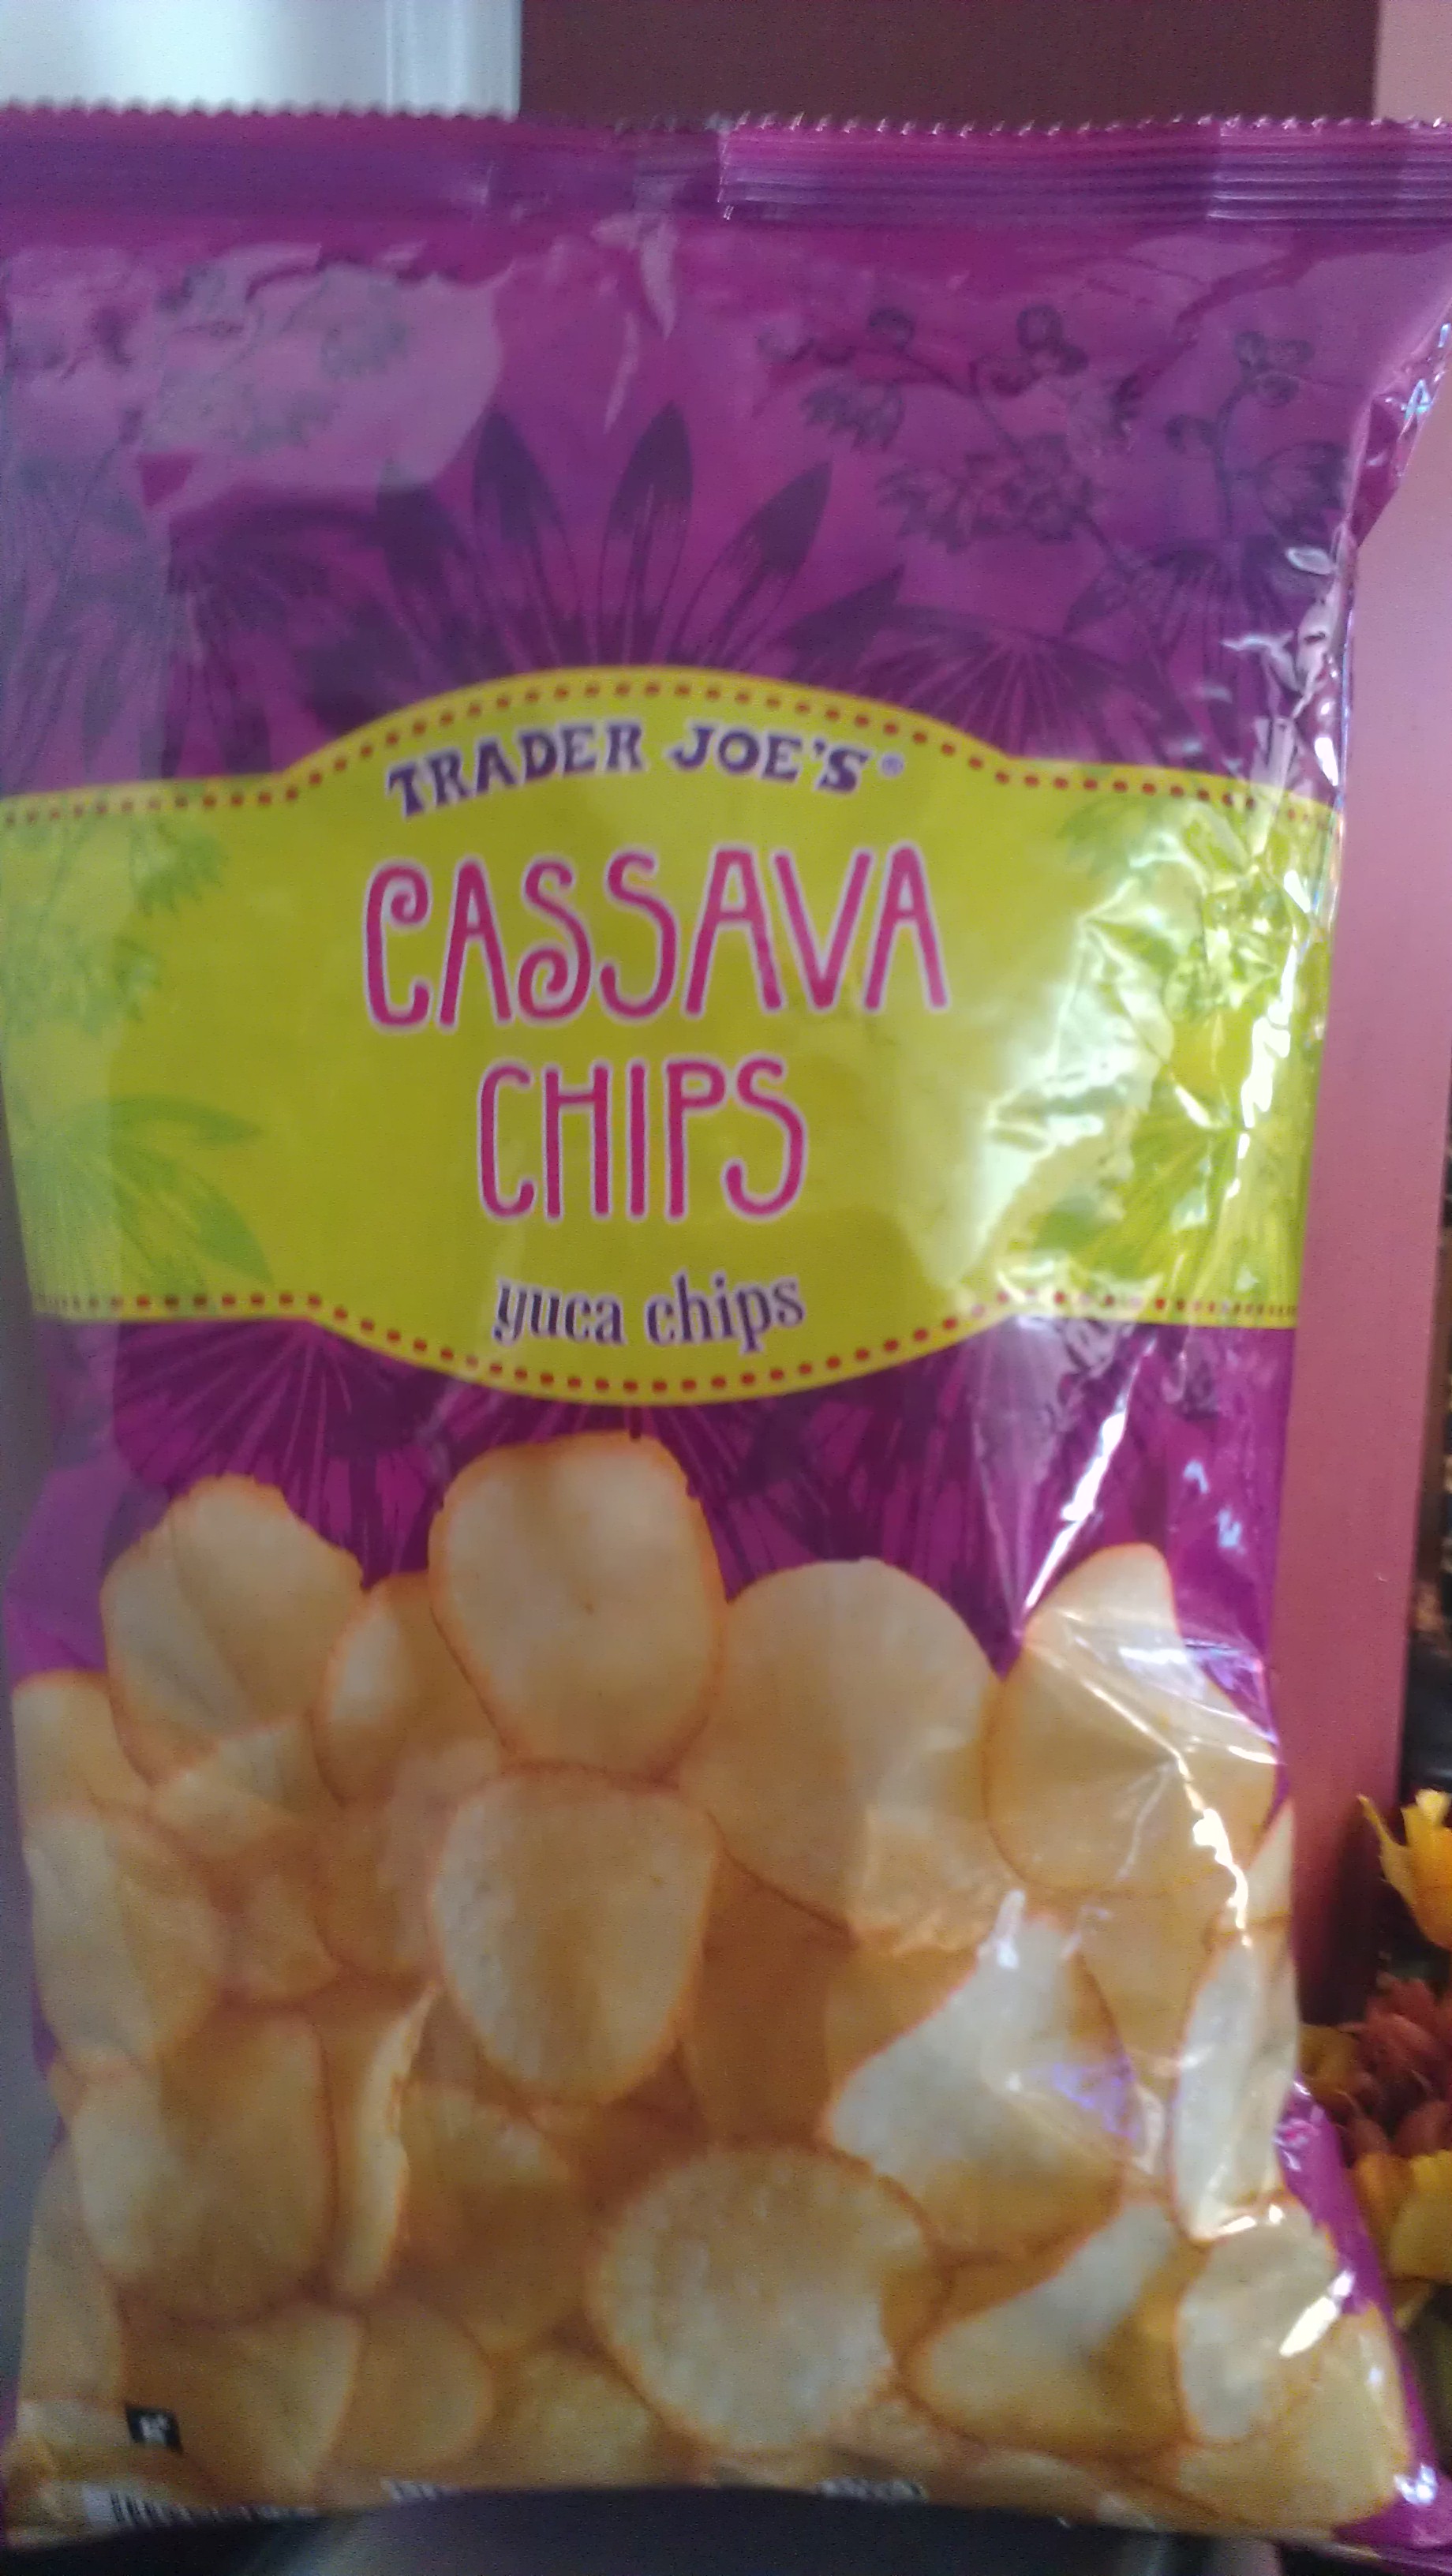 TRADER JOE'S®
CASSAVA
CHIPS
yuca chips